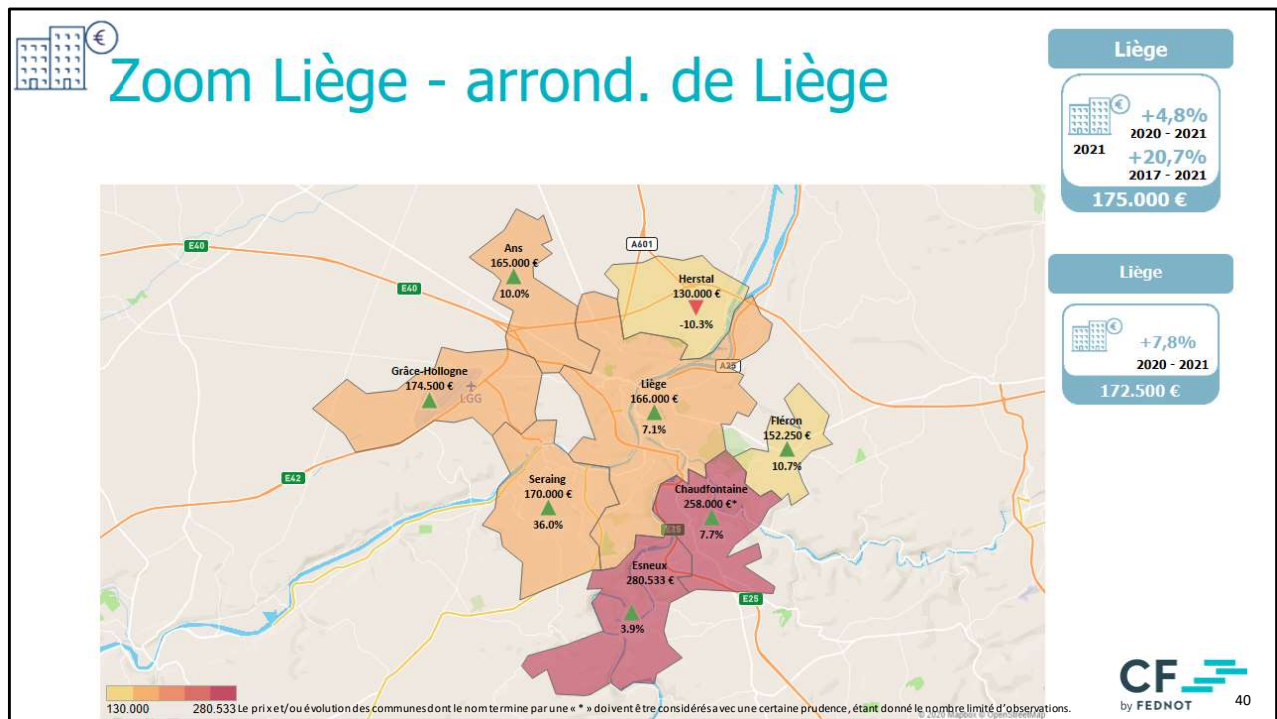 €
Zoom Liège - arrond. de Liège
Liège
€
+4,8%
2020 - 2021
2021
+20,7%
2017 - 2021
175.000 €
Liège
€
+7,8%
2020 - 2021
172.500 €
E40
E40
A601
Ans
165.000 €
10.0%
Herstal
130.000 €
-10.3%
A25
Grâce-Hollogne
174.500 €
LGG
Liège
166.000 €
7.1%
Fléron
152.250 €
10.7%
E42
Seraing
170.000 €
36.0%
Chaudfontaine
258.000 €*
7.7%
E25
Esneux
280.533 €
3.9%
E25
130.000
280.533
Le prix et/ou évolution des communes dont le nom termine par une « * » doivent être considérés avec une certaine prudence, étant donné le nombre limité d'observations.
© 2020 Mapbox © OpenStreetMap
CF
by FEDNOT
40